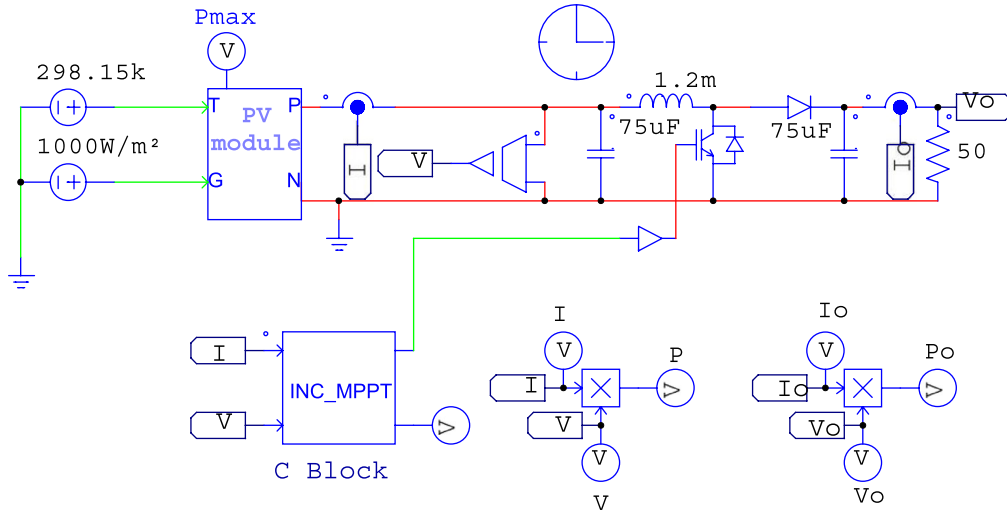 Pmax
V
298.15k
T
P
PV
module
1.2m
Vo
75uF
75uF
1000W/m²
V
I
Io
50
G
N
I
INC_MPPT
V
V
C Block
I
V
P
I
V
V
V
V
Io
V
Po
Io
V
Vo
V
Vo